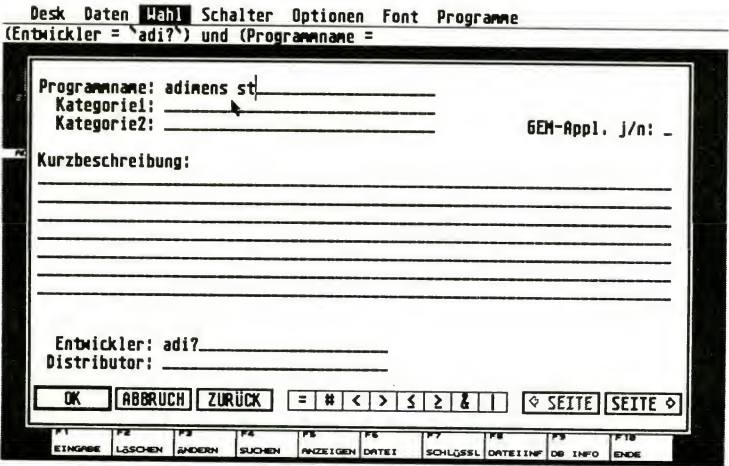 Desk Daten Wahl Schalter Optionen Font Programme
(Entwickler = `adi?`) und (Programmname =
Programmname: adimens st
Kategorie1:
Kategorie2:
GEM-Appl. j/n:
Kurzbeschreibung:
Entwickler: adi?
Distributor:
OK ABBRUCH ZURÜCK = # < > ≤ ≥ & | ◇ SEITE SEITE ◇
F1 F2 F3 F4 F5 F6 F7 F8 F9 F10
EINGABE LöSCHEN äNDERN SUCHEN ANZEIGEN DATEI SCHLüSSL DATEIINF DB INFO ENDE